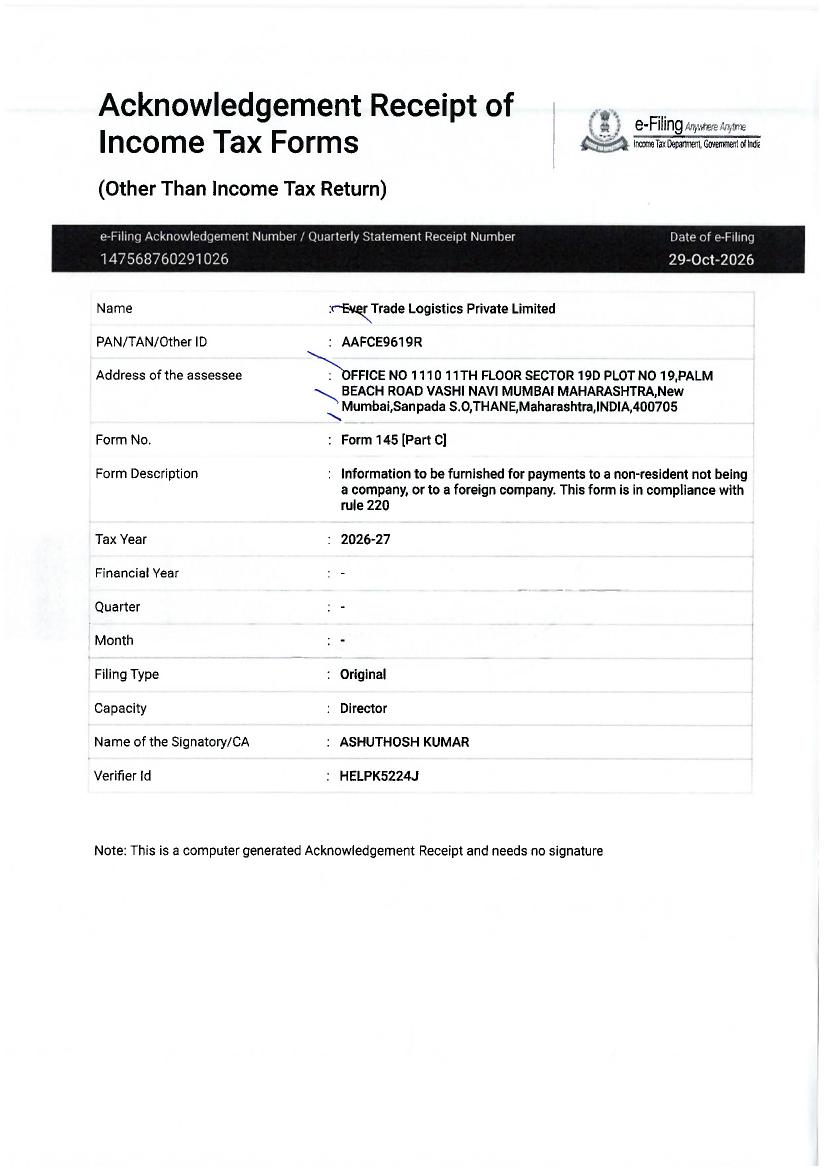 Acknowledgement Receipt of
Income Tax Forms
e-Filing Anywhere Anytime
Income Tax Department, Government of India
(Other Than Income Tax Return)
e-Filing Acknowledgement Number / Quarterly Statement Receipt Number Date of e-Filing
147568760291026 29-Oct-2026
Name : Ever Trade Logistics Private Limited
PAN/TAN/Other ID : AAFCE9619R
Address of the assessee : OFFICE NO 1110 11TH FLOOR SECTOR 19D PLOT NO 19,PALM
BEACH ROAD VASHI NAVI MUMBAI MAHARASHTRA,New
Mumbai,Sanpada S.O,THANE,Maharashtra,INDIA,400705
Form No. : Form 145 [Part C]
Form Description : Information to be furnished for payments to a non-resident not being
a company, or to a foreign company. This form is in compliance with
rule 220
Tax Year : 2026-27
Financial Year : -
Quarter : -
Month : -
Filing Type : Original
Capacity : Director
Name of the Signatory/CA : ASHUTHOSH KUMAR
Verifier Id : HELPK5224J
Note: This is a computer generated Acknowledgement Receipt and needs no signature